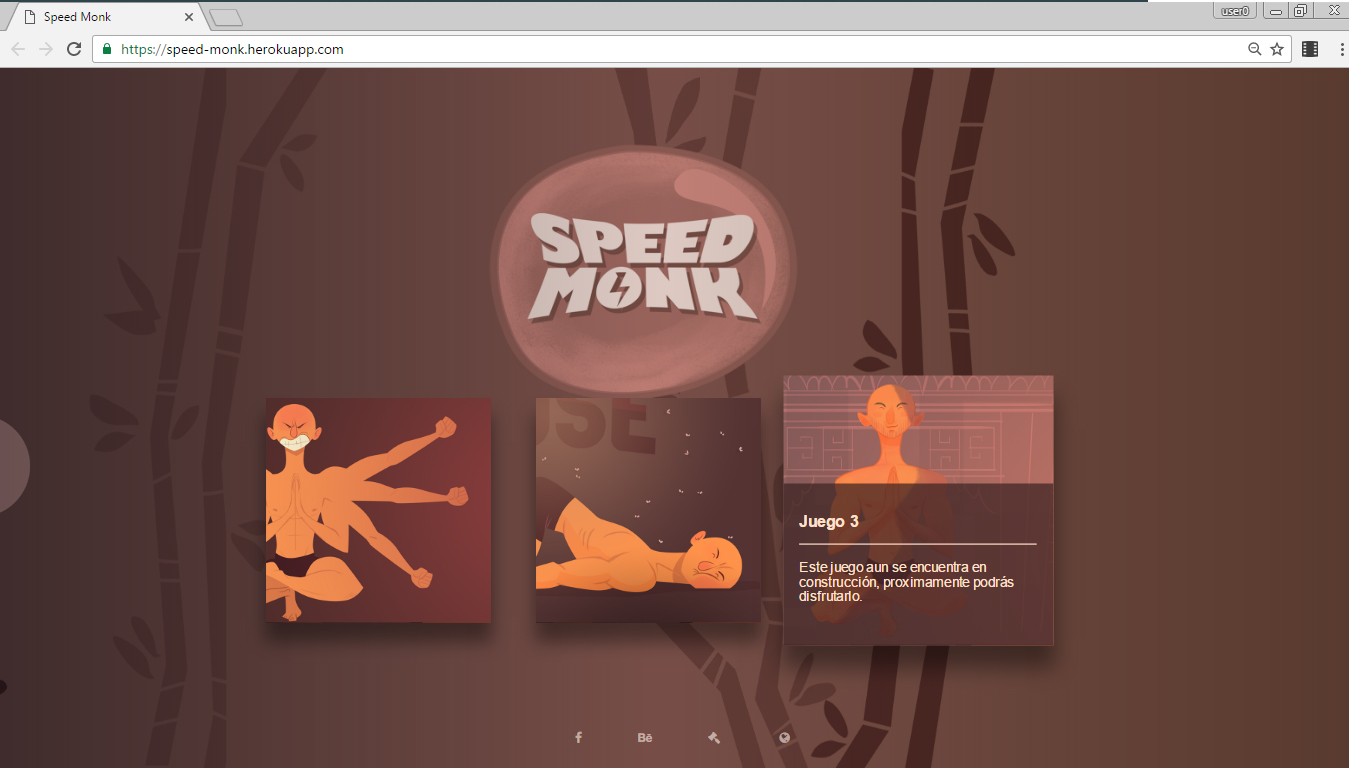 Speed Monk
user0
https://speed-monk.herokuapp.com
SPEED
MONK
USE
Juego 3
Este juego aun se encuentra en
construcción, proximamente podrás
disfrutarlo.
f
Bē